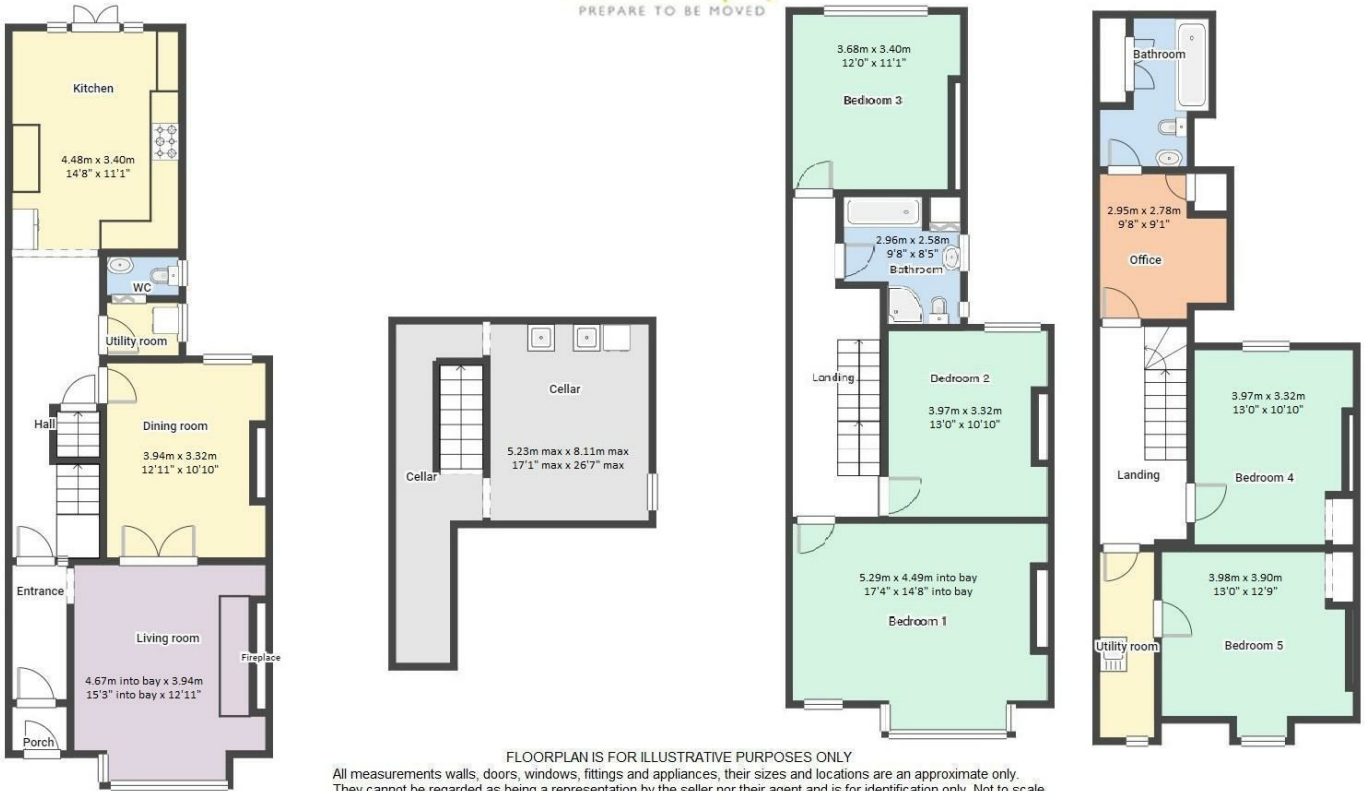 PREPARE TO BE MOVED
Kitchen
4.48m x 3.40m
14'8" x 11'1"
WC
Utility room
Hall
Dining room
3.94m x 3.32m
12'11" x 10'10"
Entrance
Living room
Fireplace
4.67m into bay x 3.94m
15'3" into bay x 12'11"
Porch
Cellar
5.23m max x 8.11m max
17'1" max x 26'7" max
Cellar
3.68m x 3.40m
12'0" x 11'1"
Bedroom 3
2.96m x 2.58m
9'8" x 8'5"
Bathroom
Landing
Bedroom 2
3.97m x 3.32m
13'0" x 10'10"
5.29m x 4.49m into bay
17'4" x 14'8" into bay
Bedroom 1
Bathroom
2.95m x 2.78m
9'8" x 9'1"
Office
3.97m x 3.32m
13'0" x 10'10"
Landing
Bedroom 4
3.98m x 3.90m
13'0" x 12'9"
Utility room
Bedroom 5
FLOORPLAN IS FOR ILLUSTRATIVE PURPOSES ONLY
All measurements walls, doors, windows, fittings and appliances, their sizes and locations are an approximate only.
They cannot be regarded as being a representation by the seller nor their agent and is for identification only. Not to scale.